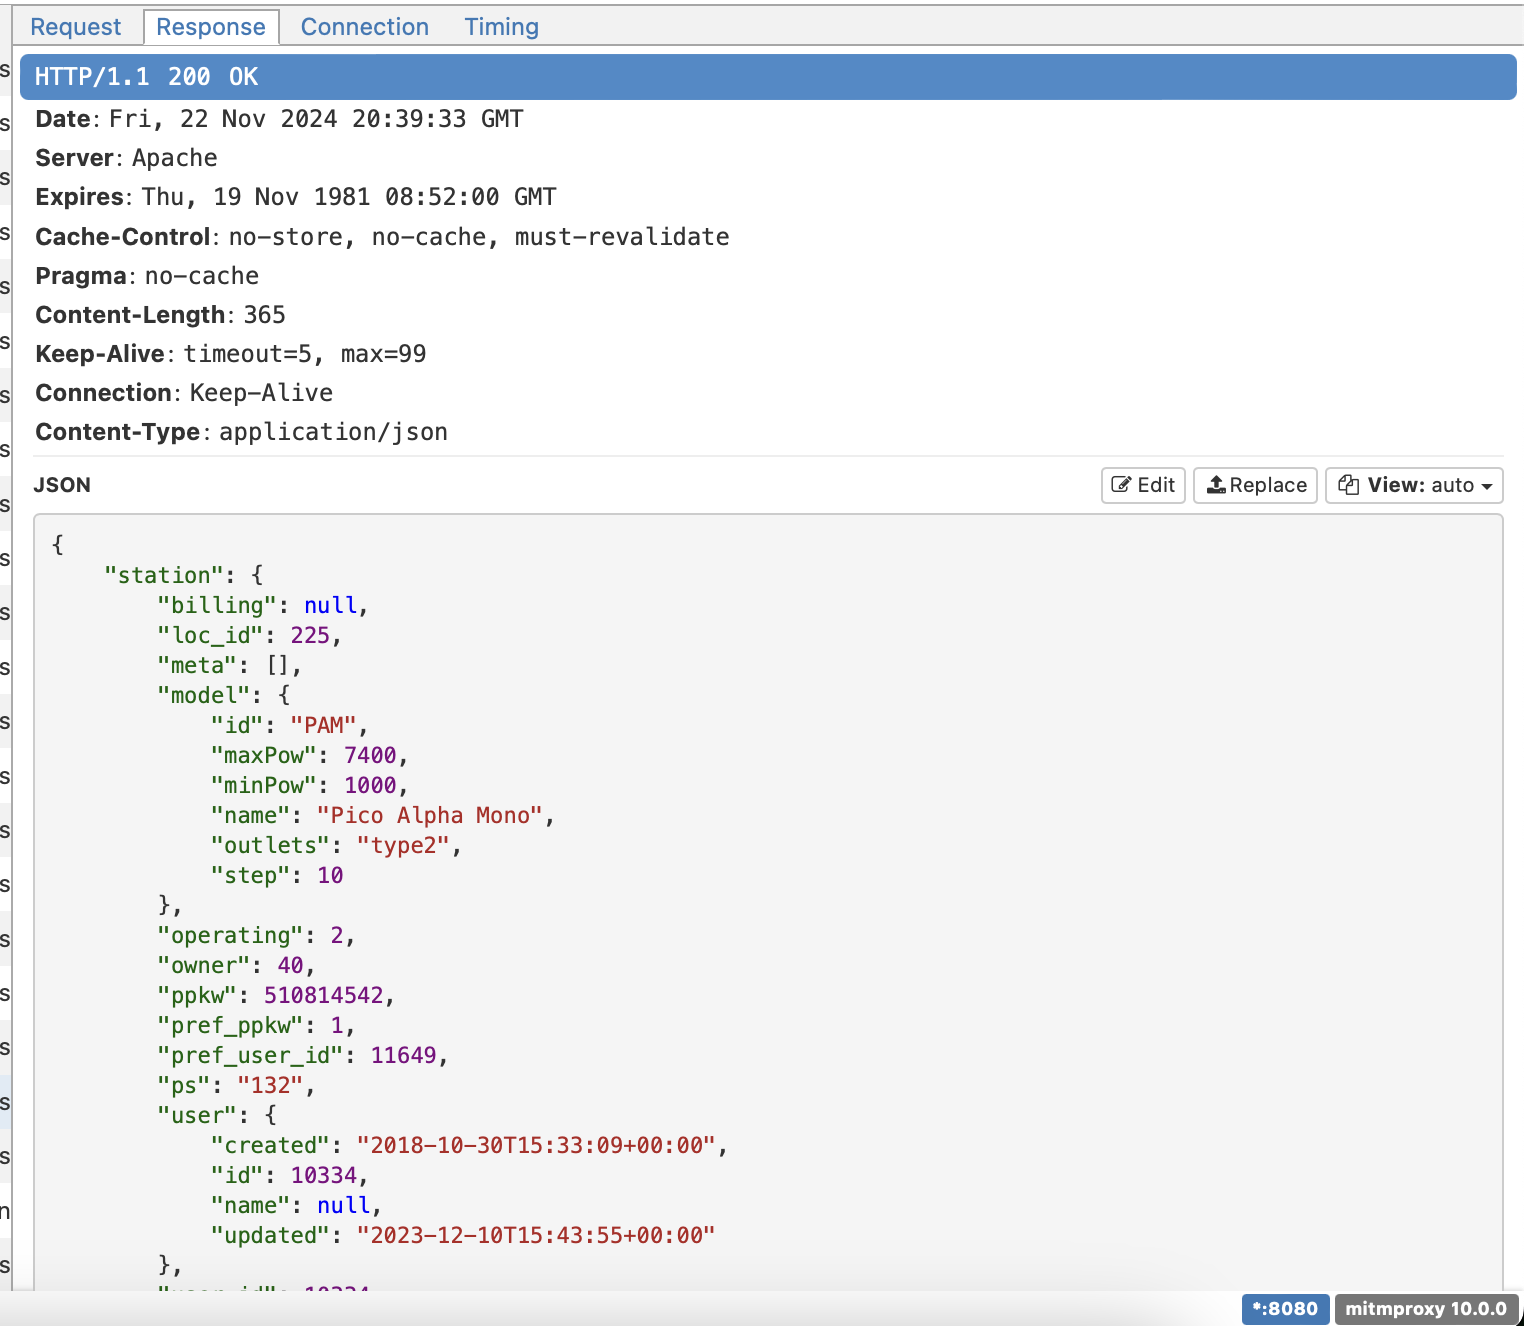 Request Response Connection Timing
HTTP/1.1 200 OK
Date: Fri, 22 Nov 2024 20:39:33 GMT
Server: Apache
Expires: Thu, 19 Nov 1981 08:52:00 GMT
Cache-Control: no-store, no-cache, must-revalidate
Pragma: no-cache
Content-Length: 365
Keep-Alive: timeout=5, max=99
Connection: Keep-Alive
Content-Type: application/json
JSON Edit Replace View: auto
{
    "station": {
        "billing": null,
        "loc_id": 225,
        "meta": [],
        "model": {
            "id": "PAM",
            "maxPow": 7400,
            "minPow": 1000,
            "name": "Pico Alpha Mono",
            "outlets": "type2",
            "step": 10
        },
        "operating": 2,
        "owner": 40,
        "ppkw": 510814542,
        "pref_ppkw": 1,
        "pref_user_id": 11649,
        "ps": "132",
        "user": {
            "created": "2018-10-30T15:33:09+00:00",
            "id": 10334,
            "name": null,
            "updated": "2023-12-10T15:43:55+00:00"
        },
*:8080 mitmproxy 10.0.0